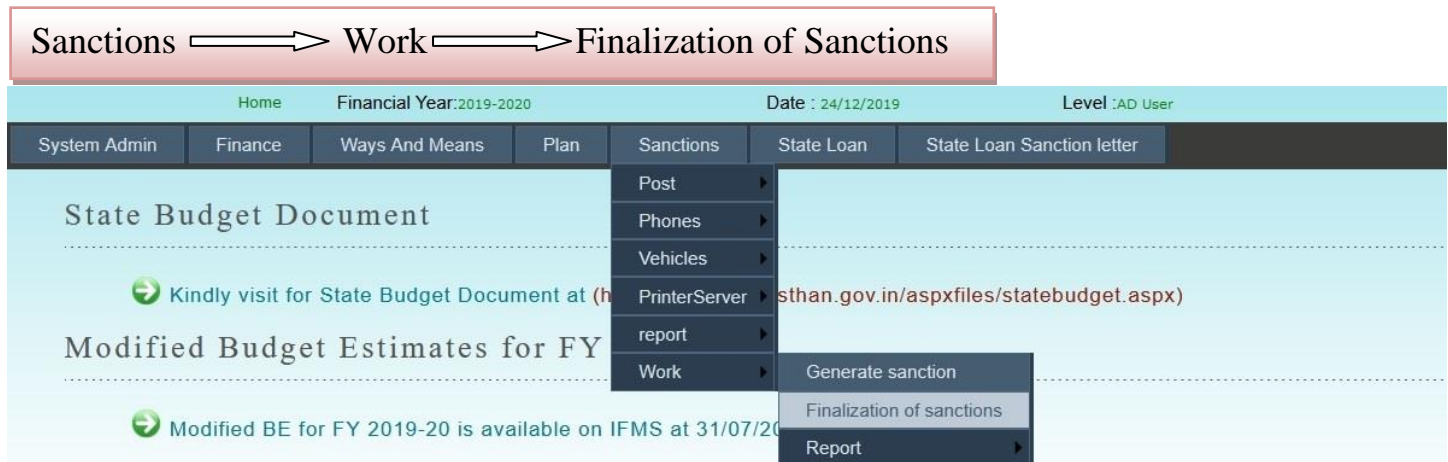 Sanctions Work Finalization of Sanctions
Home Financial Year:2019-2020 Date : 24/12/2019 Level :AD User
System Admin Finance Ways And Means Plan Sanctions State Loan State Loan Sanction letter
Post
State Budget Document
Phones
Vehicles
Kindly visit for State Budget Document at (h
PrinterServer
sthan.gov.in/aspxfiles/statebudget.aspx)
report
Modified Budget Estimates for FY
Work
Generate sanction
Finalization of sanctions
Modified BE for FY 2019-20 is available on IFMS at 31/07/20
Report